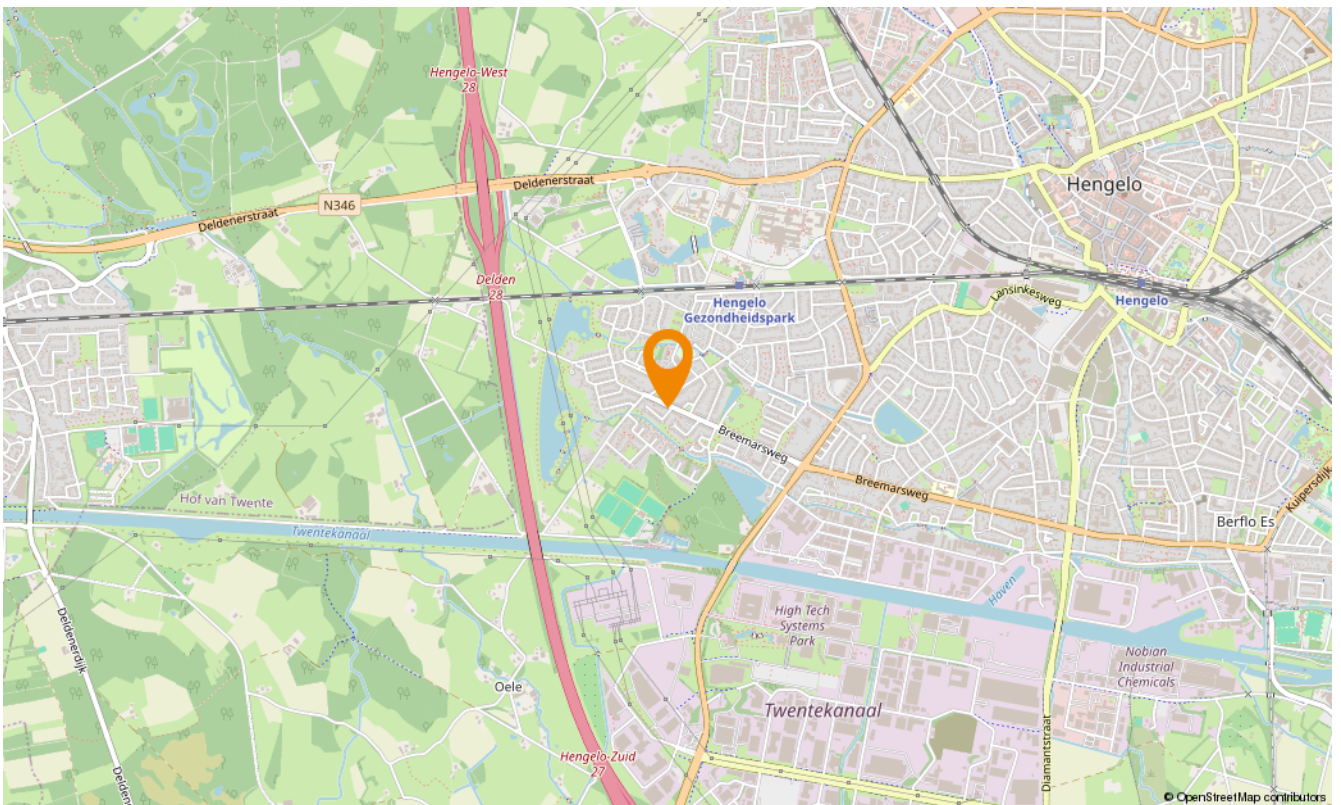 Hengelo-West
28
Deldenerstraat
Hengelo
N346
Deldenerstraat
Delden
28
Lansinkesweg
Hengelo
Hengelo
Gezondheidspark
Breemarsweg
Breemarsweg
Kuipersdijk
Hof van Twente
Berflo Es
Twentekanaal
Haven
High Tech
Systems
Park
Deldenerdijk
Nobian
Industrial
Chemicals
Oele
Twentekanaal
Diamantstraat
Hengelo-Zuid
27
© OpenStreetMap contributors